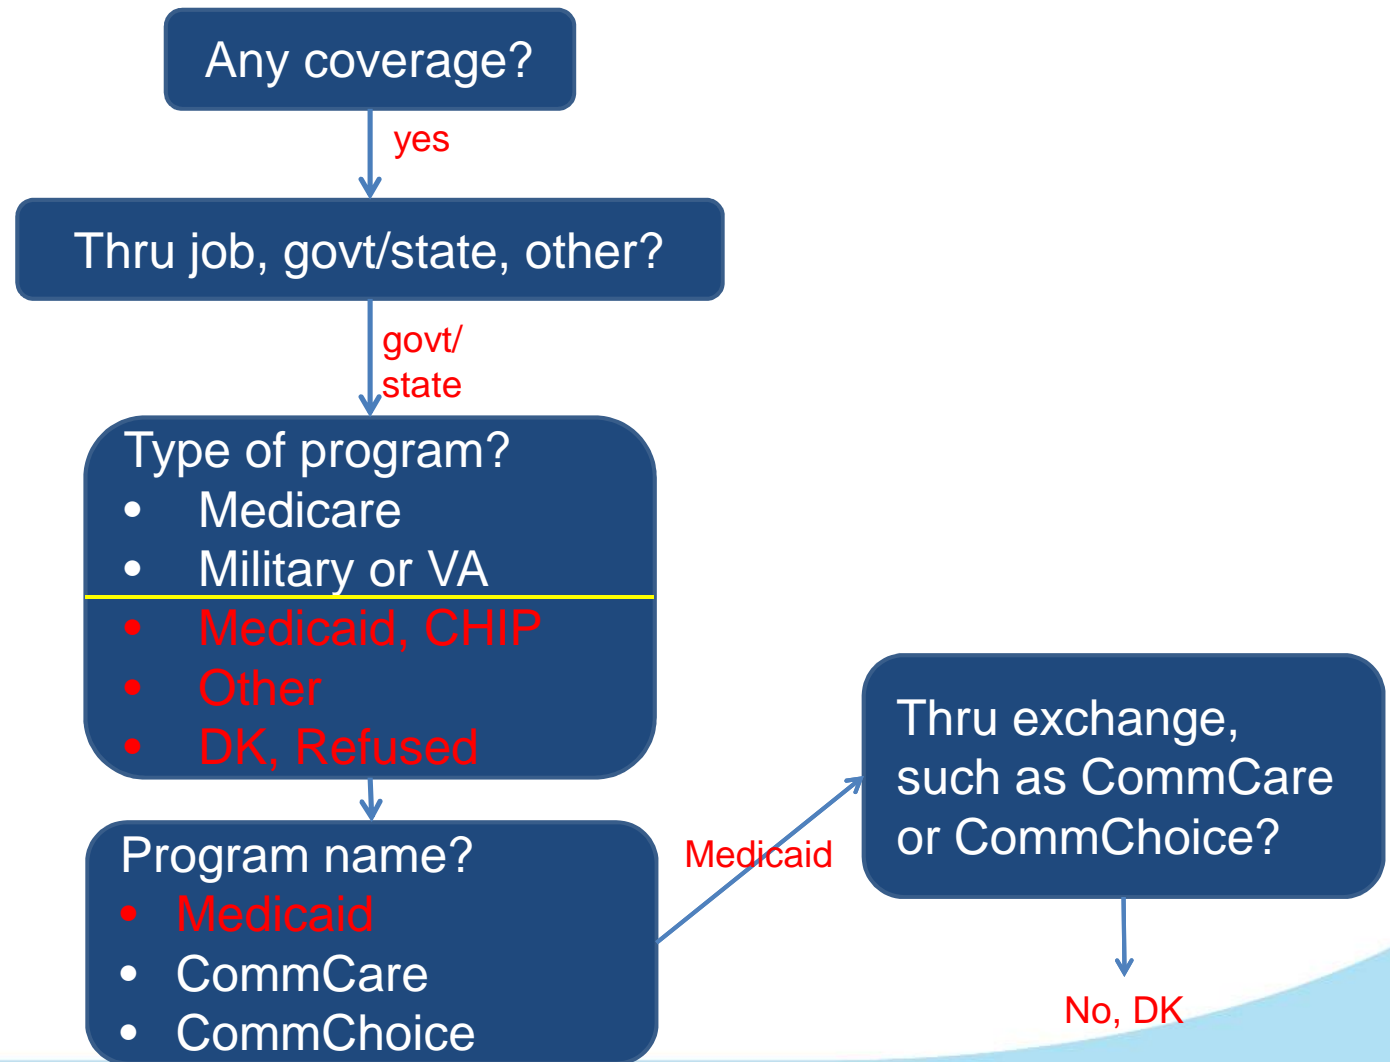 Any coverage?
yes
Thru job, govt/state, other?
govt/
state
Type of program?
• Medicare
• Military or VA
• Medicaid, CHIP
• Other
• DK, Refused
Program name?
• Medicaid
• CommCare
• CommChoice
Medicaid
Thru exchange,
such as CommCare
or CommChoice?
No, DK